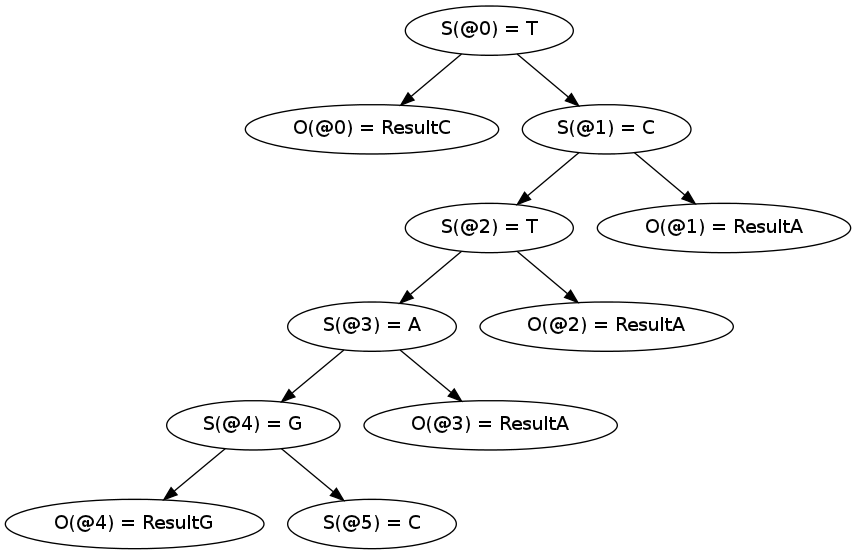 S(@0) = T
O(@0) = ResultC
S(@1) = C
S(@2) = T
O(@1) = ResultA
S(@3) = A
O(@2) = ResultA
S(@4) = G
O(@3) = ResultA
O(@4) = ResultG
S(@5) = C